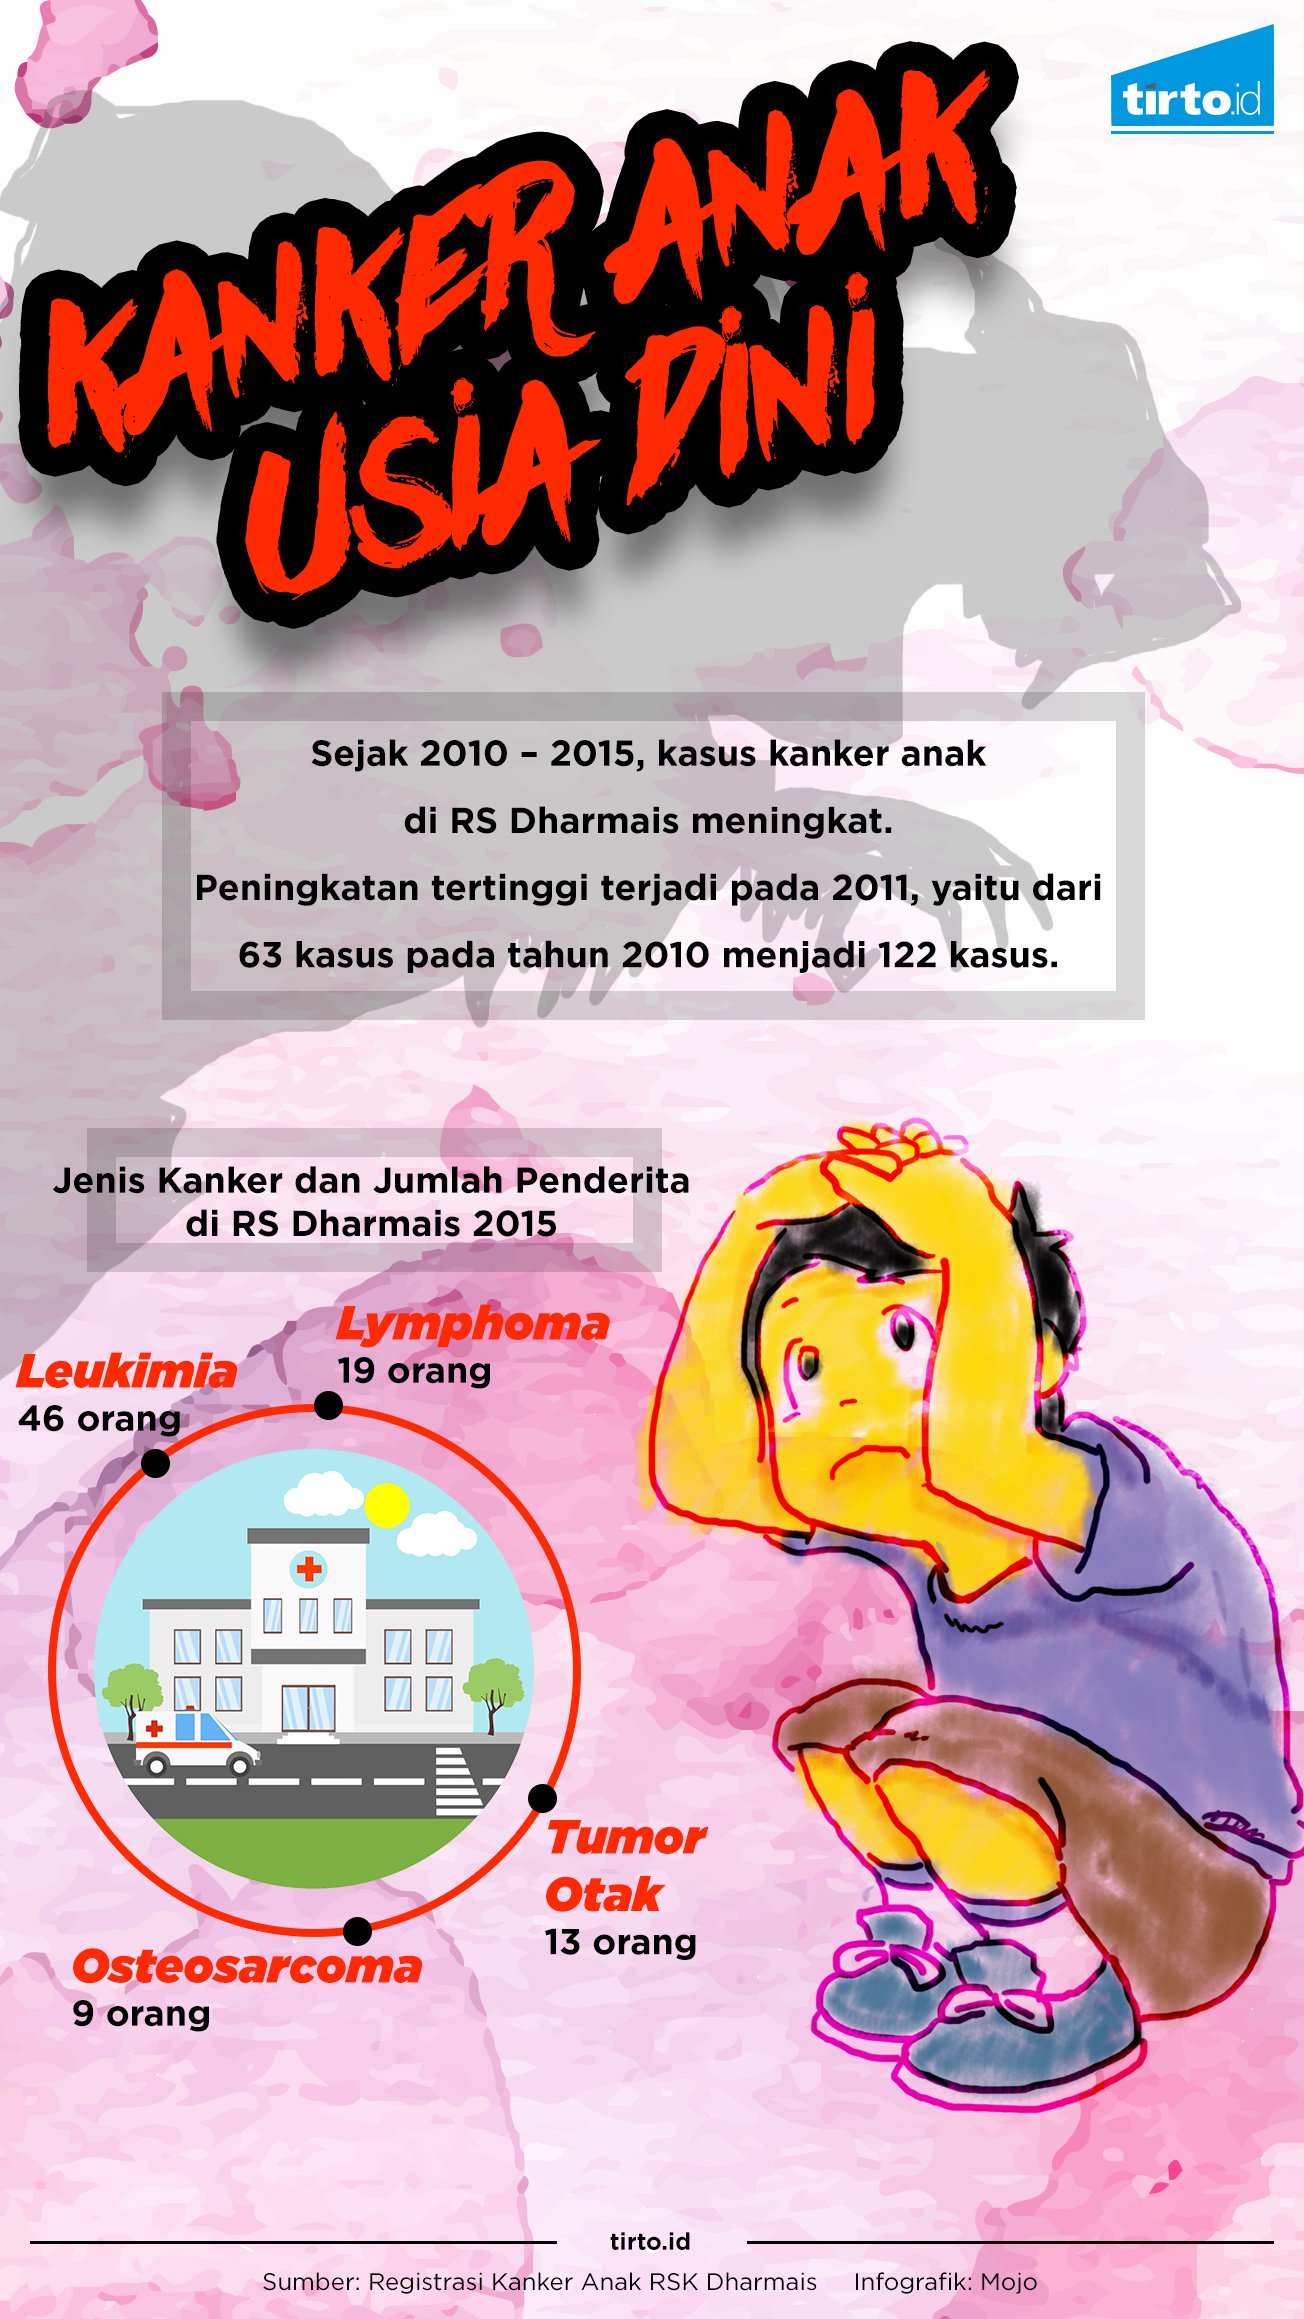 tirto.id
KANKER ANAK
USIA DINI
Sejak 2010 – 2015, kasus kanker anak
di RS Dharmais meningkat.
Peningkatan tertinggi terjadi pada 2011, yaitu dari
63 kasus pada tahun 2010 menjadi 122 kasus.
Jenis Kanker dan Jumlah Penderita
di RS Dharmais 2015
Lymphoma
19 orang
Leukimia
46 orang
Tumor
Otak
13 orang
Osteosarcoma
9 orang
tirto.id
Sumber: Registrasi Kanker Anak RSK Dharmais Infografik: Mojo